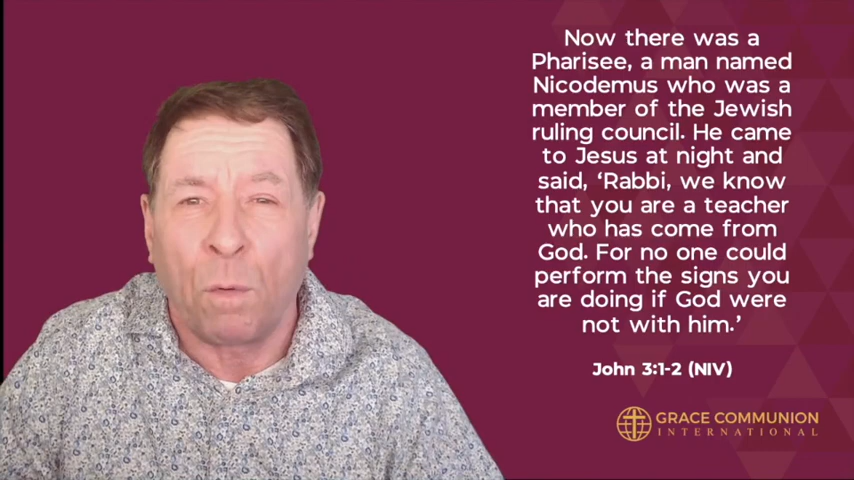 Now there was a
Pharisee, a man named
Nicodemus who was a
member of the Jewish
ruling council. He came
to Jesus at night and
said, ‘Rabbi, we know
that you are a teacher
who has come from
God. For no one could
perform the signs you
are doing if God were
not with him.’
John 3:1-2 (NIV)
GRACE COMMUNION
INTERNATIONAL